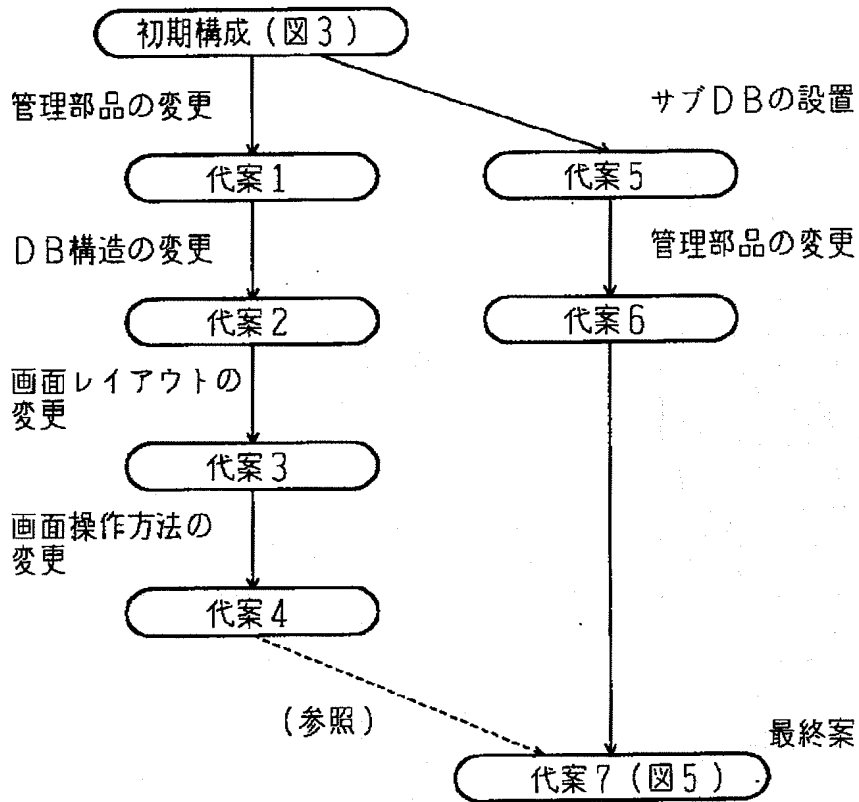 初期構成(図3)
管理部品の変更
サブDBの設置
代案1
代案5
DB構造の変更
管理部品の変更
代案2
代案6
画面レイアウトの
変更
代案3
画面操作方法の
変更
代案4
(参照)
最終案
代案7(図5)